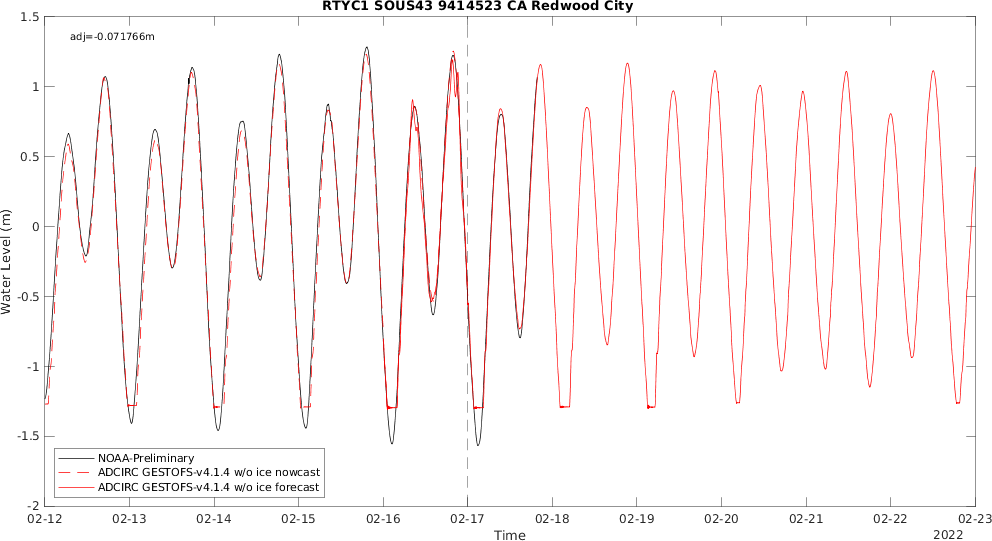 RTYC1 SOUS43 9414523 CA Redwood City
adj=-0.071766m
1.5
1
0.5
0
-0.5
-1
-1.5
-2
Water Level (m)
NOAA-Preliminary
ADCIRC GESTOFS-v4.1.4 w/o ice nowcast
ADCIRC GESTOFS-v4.1.4 w/o ice forecast
02-12 02-13 02-14 02-15 02-16 02-17 02-18 02-19 02-20 02-21 02-22 02-23
Time
2022